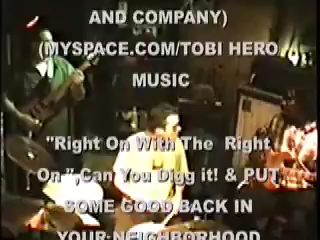 AND COMPANY)
(MYSPACE.COM/TOBI HERO
MUSIC
"Right On With The Right
On ",Can You Digg it! & PUT
SOME GOOD BACK IN
YOUR NEIGHBORHOOD